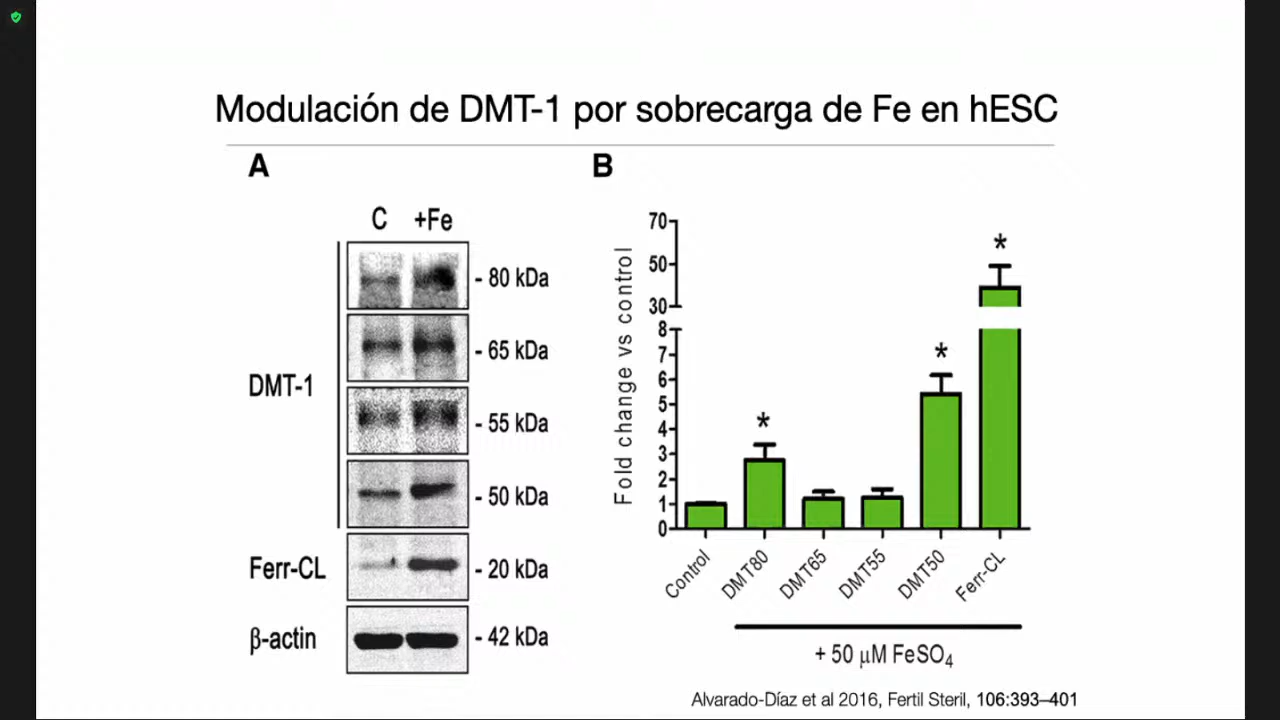 Modulación de DMT-1 por sobrecarga de Fe en hESC
A
C +Fe
- 80 kDa
- 65 kDa
DMT-1
- 55 kDa
- 50 kDa
Ferr-CL - 20 kDa
β-actin - 42 kDa
B
Fold change vs control
70
50
30
8
7
6
5
4
3
2
1
0
*
*
*
Control
DMT80
DMT65
DMT55
DMT50
Ferr-CL
+ 50 µM FeSO₄
Alvarado-Díaz et al 2016, Fertil Steril, 106:393–401